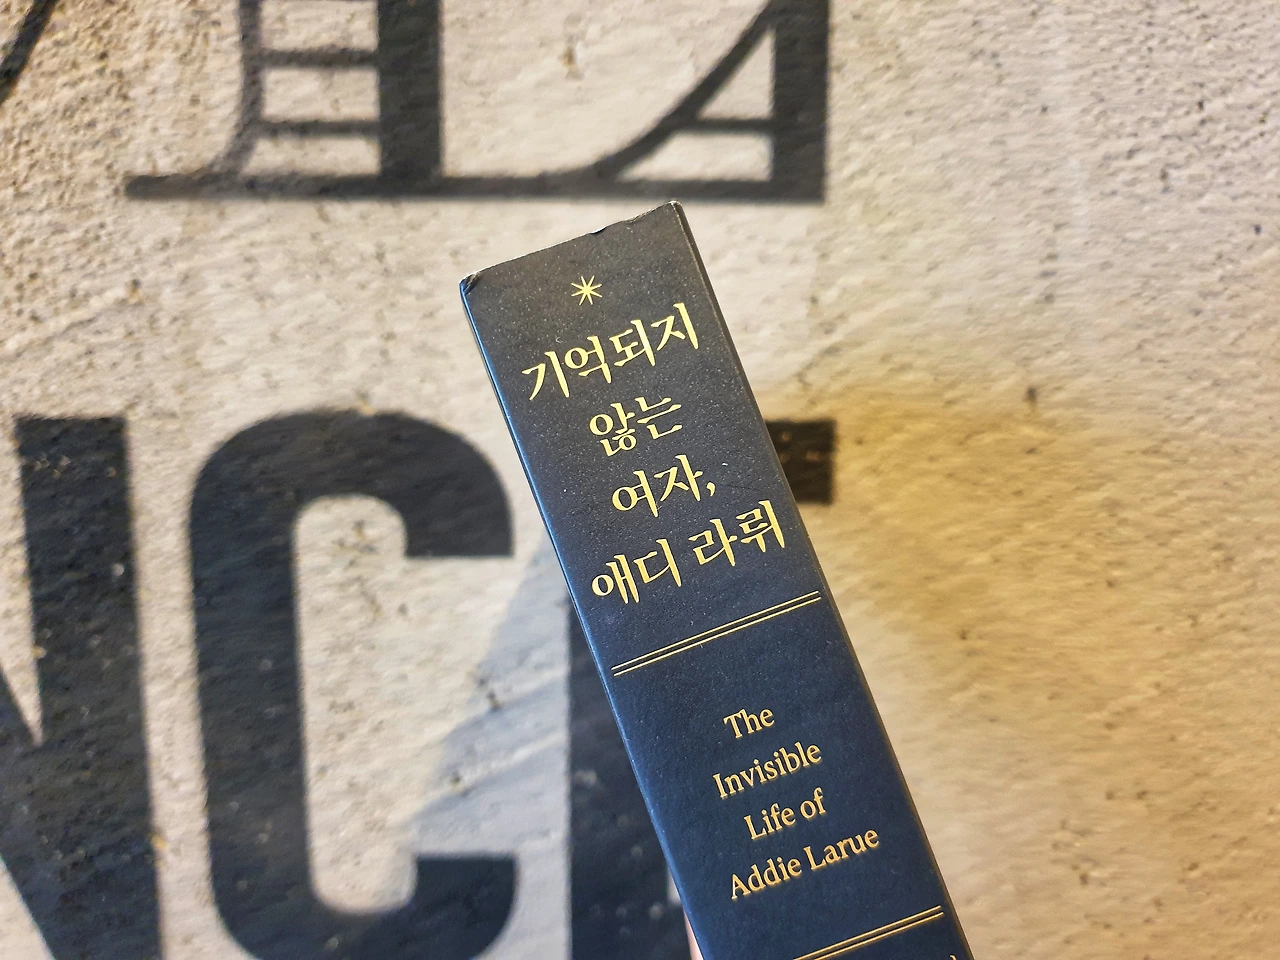 기억되지
않는
여자,
애디 라뤼
The
Invisible
Life of
Addie Larue